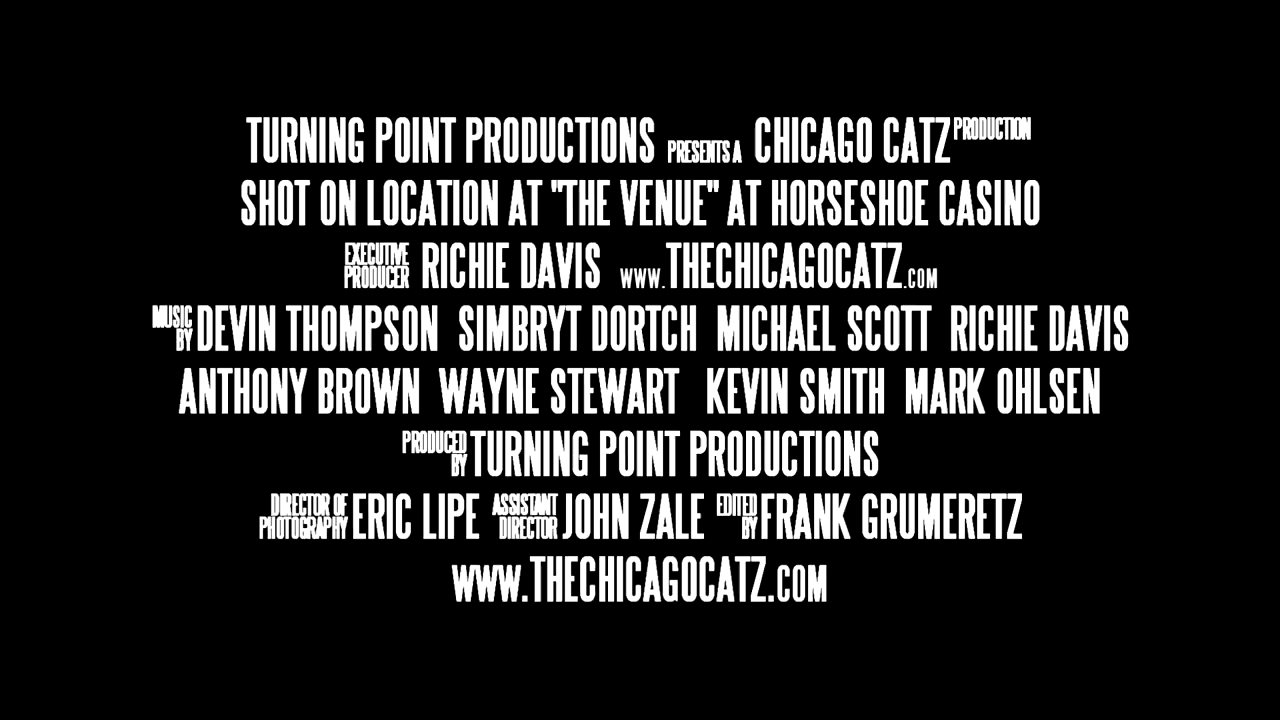 TURNING POINT PRODUCTIONS PRESENTS A CHICAGO CATZ PRODUCTION
SHOT ON LOCATION AT "THE VENUE" AT HORSESHOE CASINO
EXECUTIVE PRODUCER RICHIE DAVIS WWW.THECHICAGOCATZ.COM
MUSIC BY DEVIN THOMPSON SIMBRYT DORTCH MICHAEL SCOTT RICHIE DAVIS
ANTHONY BROWN WAYNE STEWART KEVIN SMITH MARK OHLSEN
PRODUCED BY TURNING POINT PRODUCTIONS
DIRECTOR OF PHOTOGRAPHY ERIC LIPE ASSISTANT DIRECTOR JOHN ZALE EDITED BY FRANK GRUMERETZ
WWW.THECHICAGOCATZ.COM